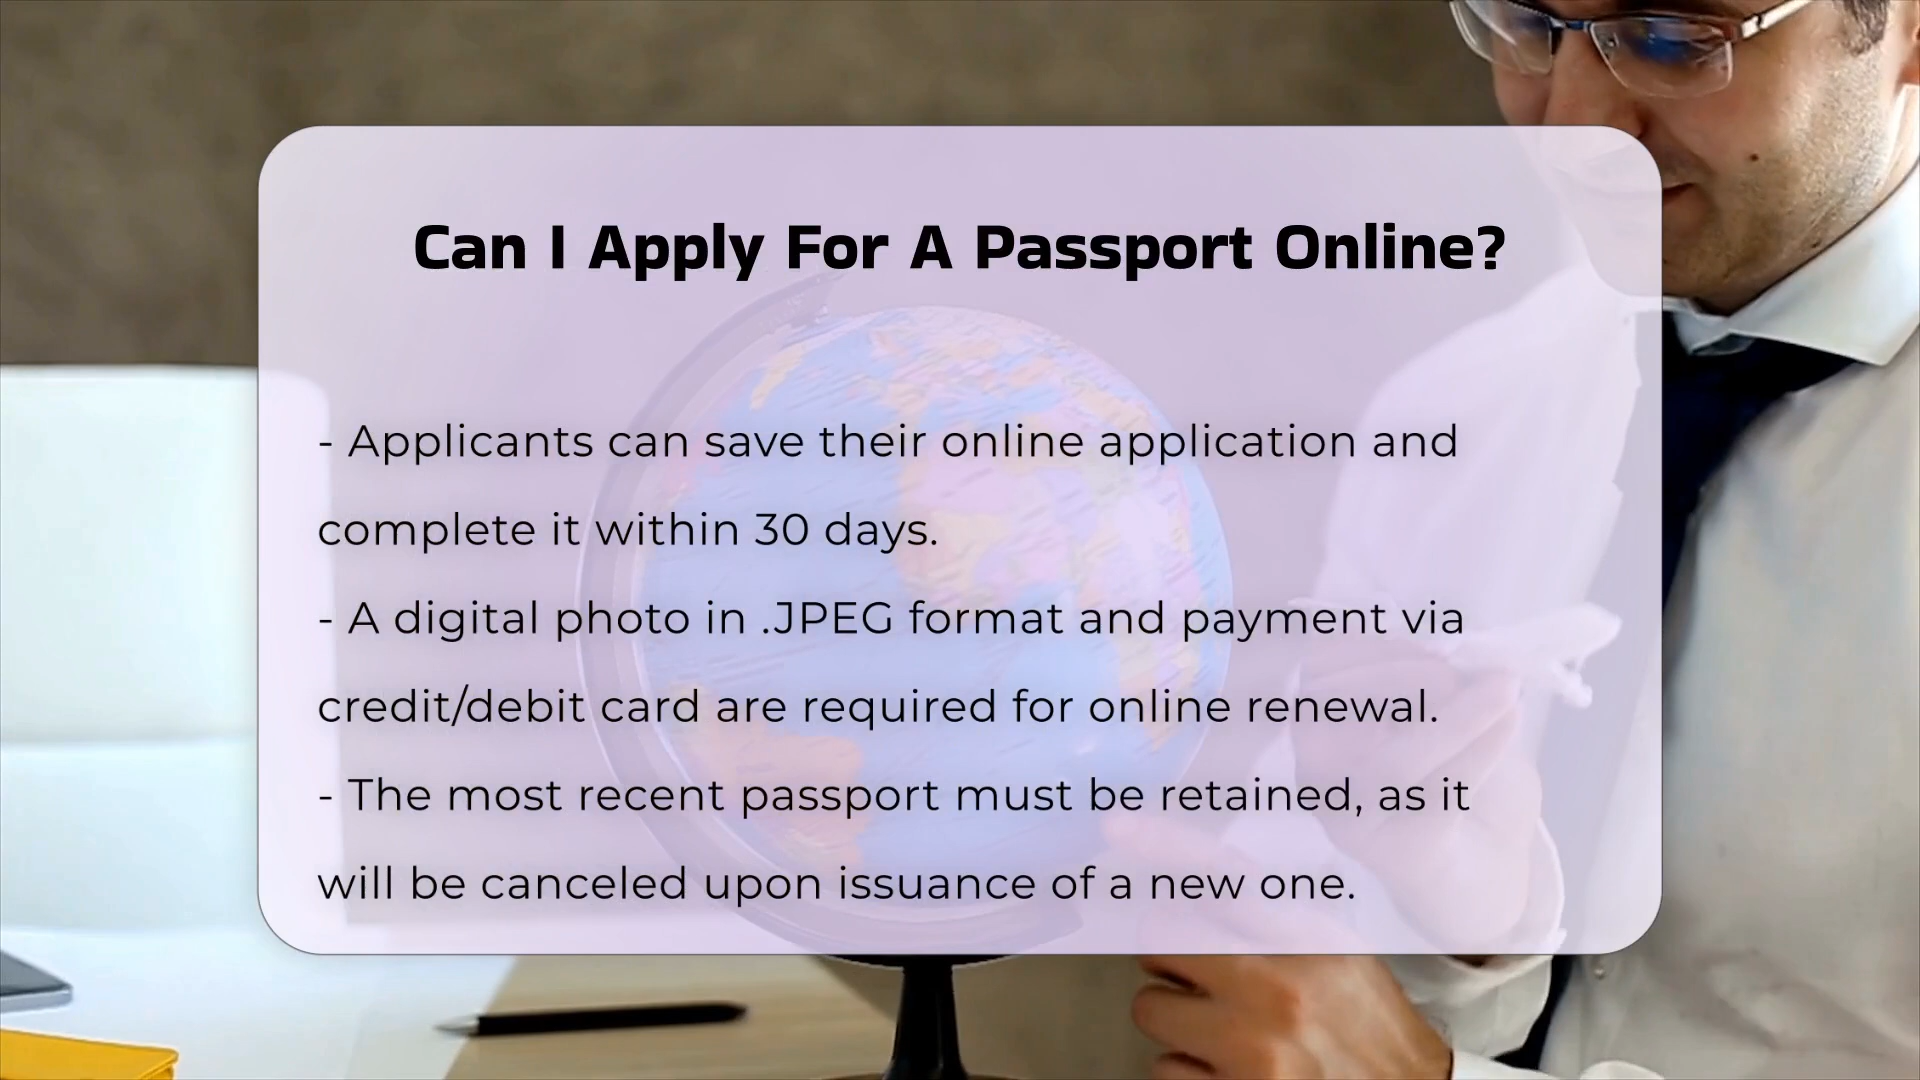 Can I Apply For A Passport Online?
- Applicants can save their online application and
complete it within 30 days.
- A digital photo in .JPEG format and payment via
credit/debit card are required for online renewal.
- The most recent passport must be retained, as it
will be canceled upon issuance of a new one.